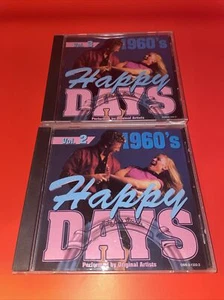 1960's
Happy
DAYS
Performed by Original Artists
Vol. 2
1960's
Happy
DAYS
Performed by Original Artists